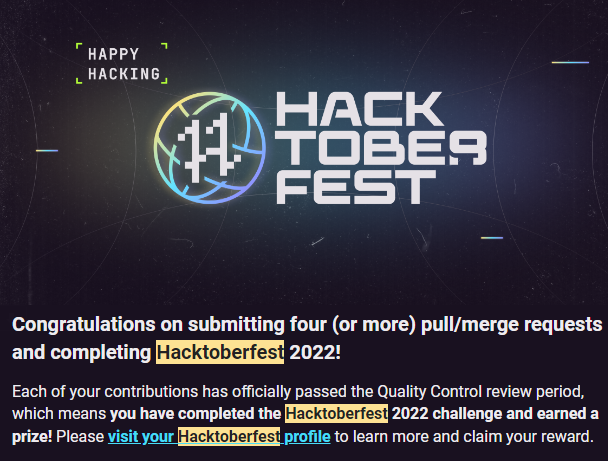 HAPPY
HACKING
HACK
TOBER
FEST
Congratulations on submitting four (or more) pull/merge requests
and completing Hacktoberfest 2022!
Each of your contributions has officially passed the Quality Control review period,
which means you have completed the Hacktoberfest 2022 challenge and earned a
prize! Please visit your Hacktoberfest profile to learn more and claim your reward.